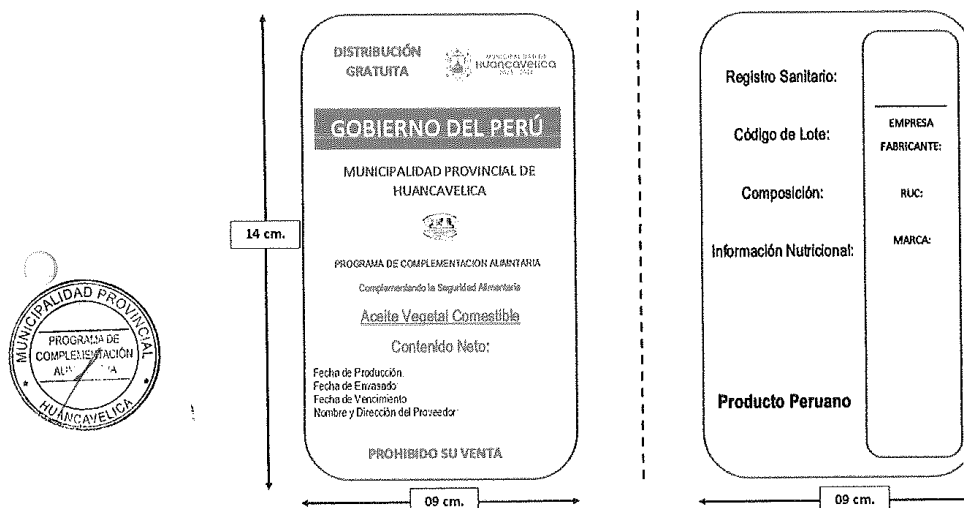 DISTRIBUCIÓN
GRATUITA
MUNICIPALIDAD DE
Huancavelica
GOBIERNO DEL PERÚ
MUNICIPALIDAD PROVINCIAL DE
HUANCAVELICA
PROGRAMA DE COMPLEMENTACION ALIMNTARIA
Complementando la Seguridad Alimentaria
Aceite Vegetal Comestible
Contenido Neto:
Fecha de Producción:
Fecha de Envasado:
Fecha de Vencimiento
Nombre y Dirección del Proveedor
PROHIBIDO SU VENTA
14 cm.
09 cm.
Registro Sanitario:
Código de Lote:
Composición:
Información Nutricional:
Producto Peruano
EMPRESA
FABRICANTE:
RUC:
MARCA:
09 cm.
MUNICIPALIDAD PROVINCIAL
PROGRAMA DE
COMPLEMENTACIÓN
HUANCAVELICA